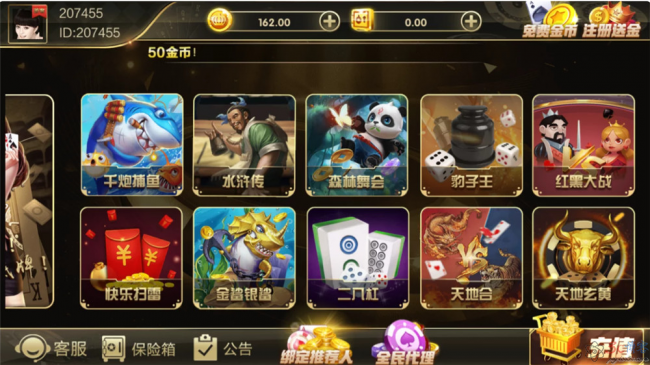 207455
ID:207455
162.00
0.00
免费金币
注册送金
50金币!
千炮捕鱼
水浒传
森林舞会
豹子王
红黑大战
快乐扫雷
金鲨银鲨
二八杠
天地合
天地玄黄
客服
保险箱
公告
绑定推荐人
全民代理
充值